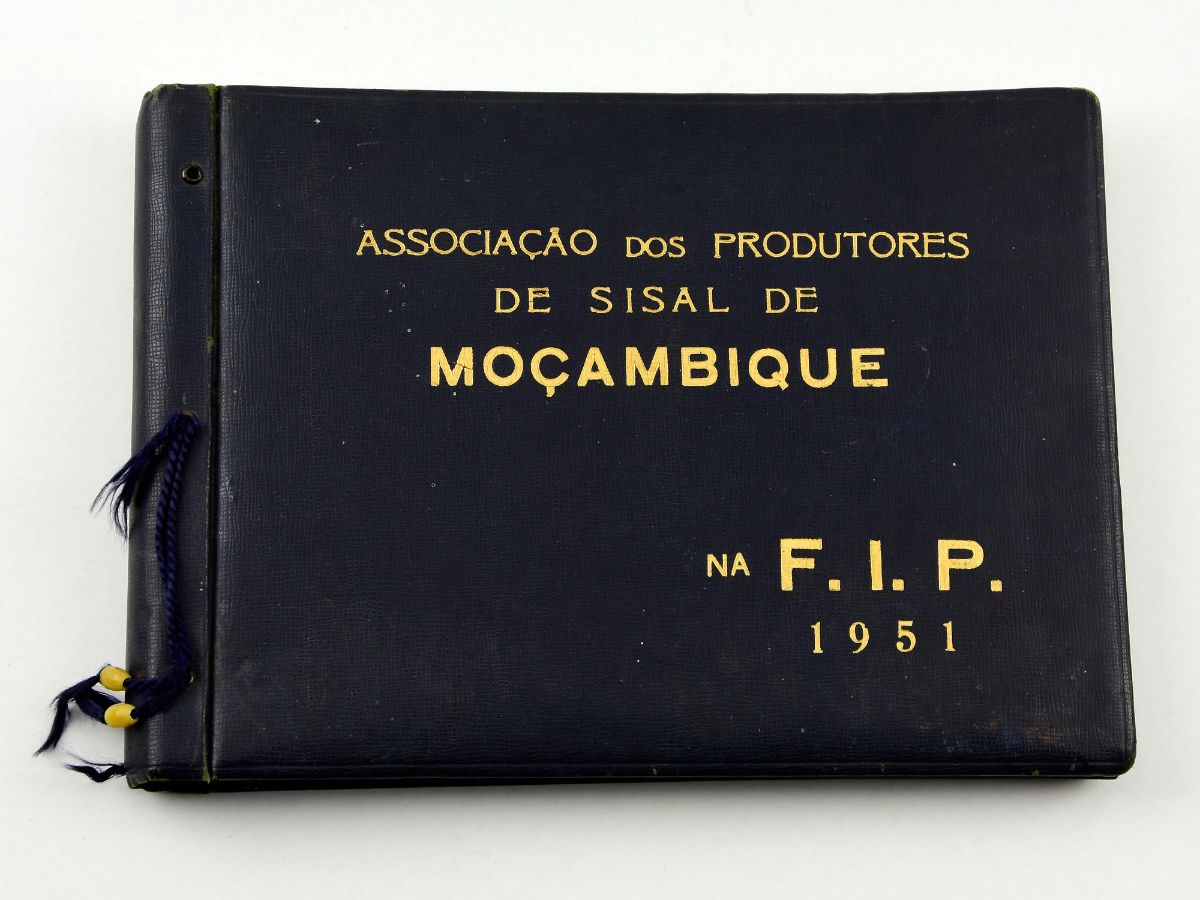 ASSOCIAÇÃO DOS PRODUTORES
DE SISAL DE
MOÇAMBIQUE
NA F. I. P.
1951